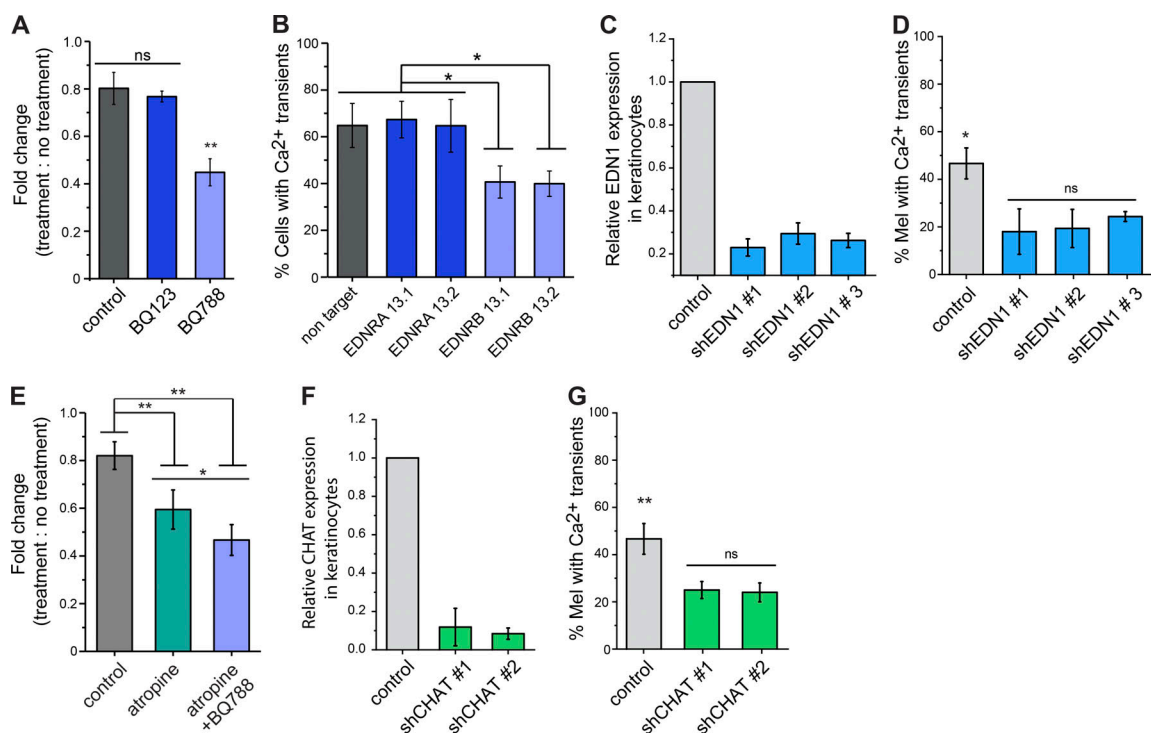 A
Fold change
(treatment : no treatment)
1.0
0.8
0.6
0.4
0.2
0
ns
**
control
BQ123
BQ788
B
% Cells with Ca2+ transients
100
80
60
40
20
0
*
*
non target
EDNRA 13.1
EDNRA 13.2
EDNRB 13.1
EDNRB 13.2
C
Relative EDN1 expression
in keratinocytes
1.2
1.0
0.8
0.6
0.4
0.2
0
control
shEDN1 #1
shEDN1 #2
shEDN1 # 3
D
% Mel with Ca2+ transients
100
80
60
40
20
0
*
ns
control
shEDN1 #1
shEDN1 #2
shEDN1 # 3
E
Fold change
(treatment : no treatment)
1.0
0.8
0.6
0.4
0.2
0
**
**
*
control
atropine
atropine
+BQ788
F
Relative CHAT expression
in keratinocytes
1.2
1.0
0.8
0.6
0.4
0.2
0
control
shCHAT #1
shCHAT #2
G
% Mel with Ca2+ transients
100
80
60
40
20
0
**
ns
control
shCHAT #1
shCHAT #2